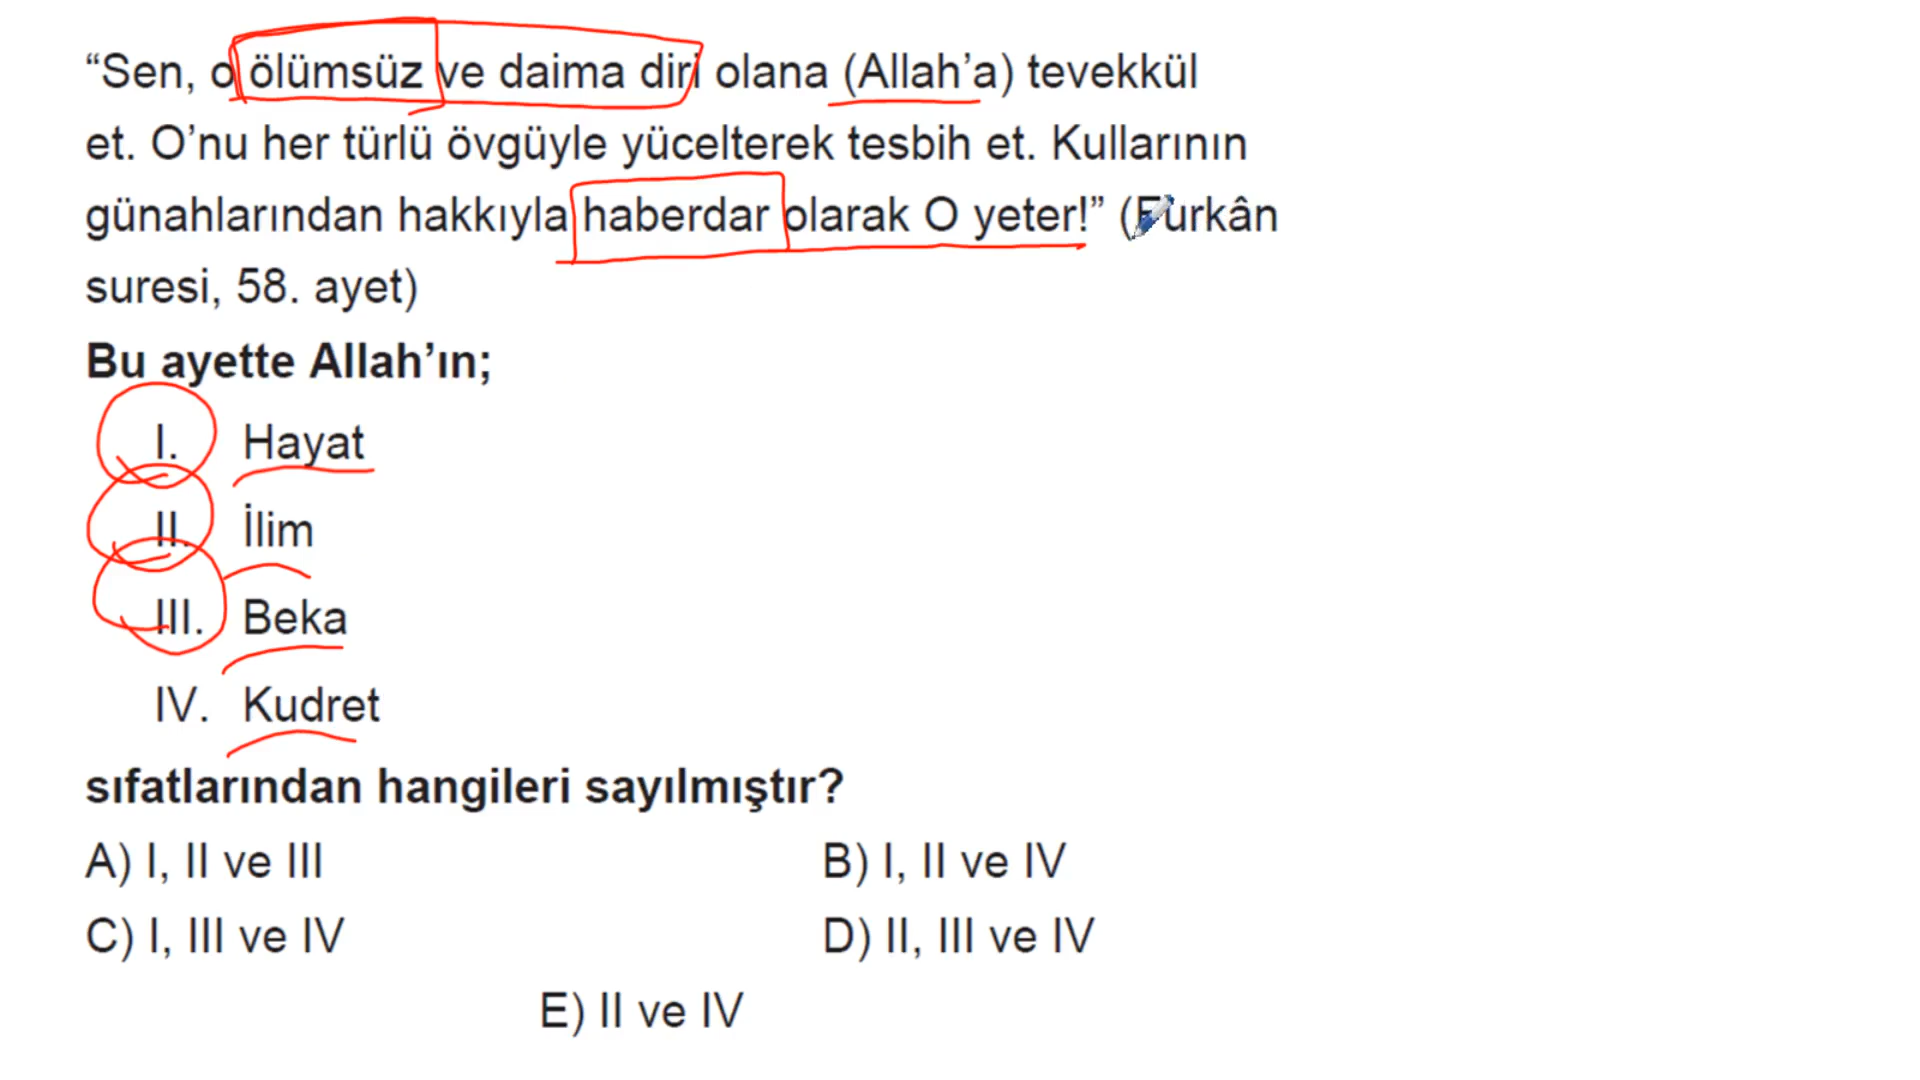 “Sen, o ölümsüz ve daima diri olana (Allah’a) tevekkül
et. O’nu her türlü övgüyle yücelterek tesbih et. Kullarının
günahlarından hakkıyla haberdar olarak O yeter!” (Furkân
suresi, 58. ayet)
Bu ayette Allah’ın;
I. Hayat
II. İlim
III. Beka
IV. Kudret
sıfatlarından hangileri sayılmıştır?
A) I, II ve III B) I, II ve IV
C) I, III ve IV D) II, III ve IV
E) II ve IV